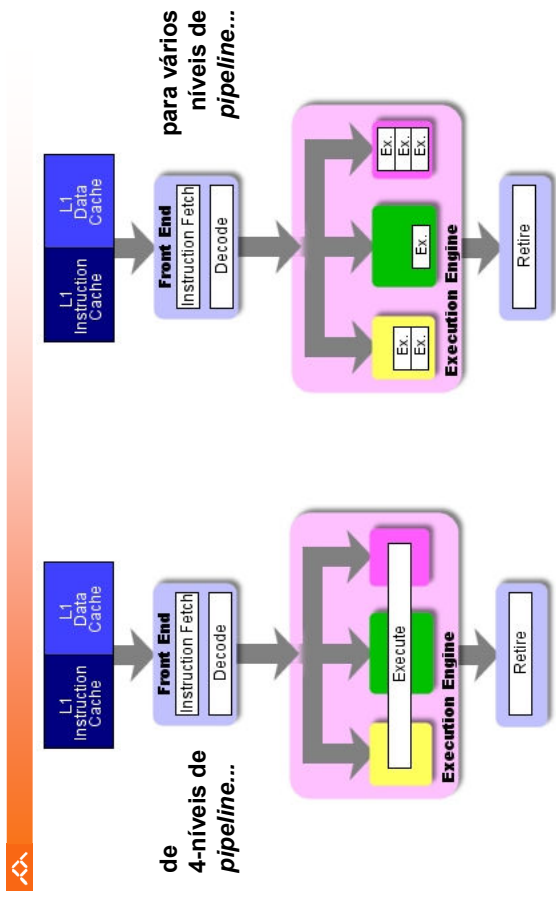 de
4-níveis de
pipeline...
L1
Instruction
Cache
L1
Data
Cache
Front End
Instruction Fetch
Decode
Execute
Execution Engine
Retire
para vários
níveis de
pipeline...
L1
Instruction
Cache
L1
Data
Cache
Front End
Instruction Fetch
Decode
Ex.
Ex.
Ex.
Ex.
Ex.
Ex.
Execution Engine
Retire